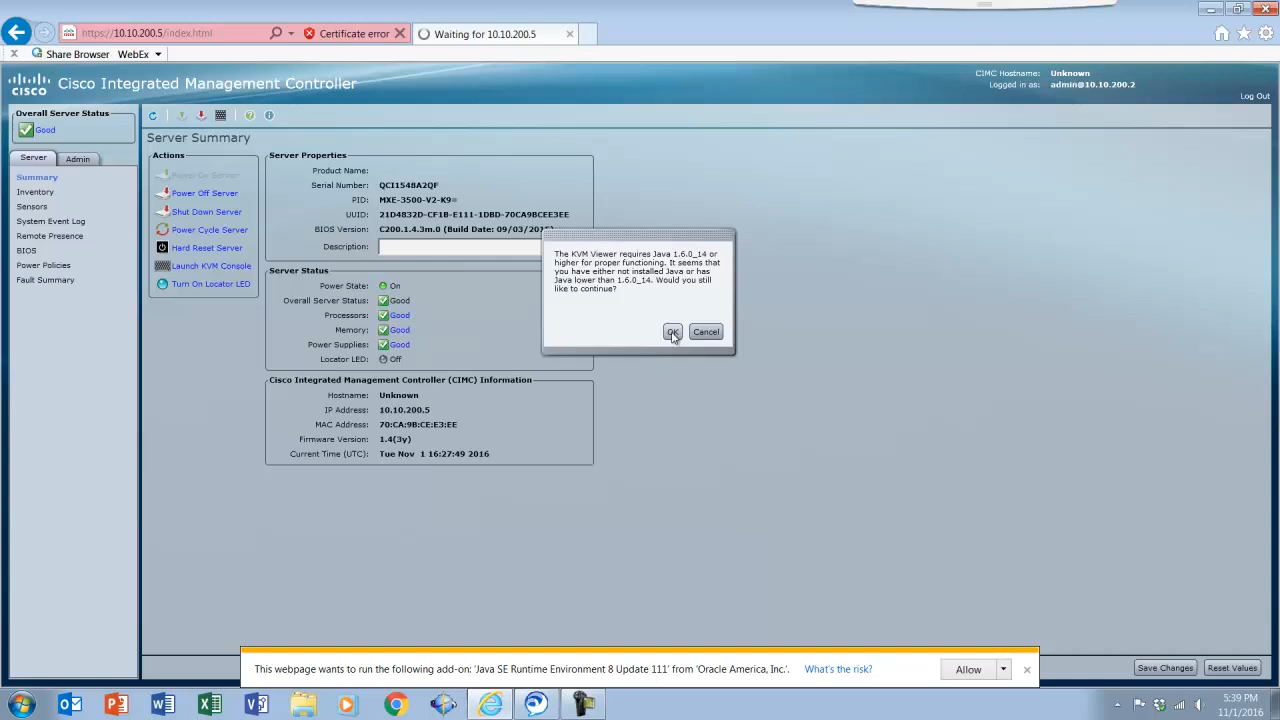 https://10.10.200.5/index.html
Certificate error
Waiting for 10.10.200.5
x
Share Browser
WebEx
CISCO
Cisco Integrated Management Controller
CIMC Hostname: Unknown
Logged in as: admin@10.10.200.2
Log Out
Overall Server Status
Good
Server
Admin
Summary
Inventory
Sensors
System Event Log
Remote Presence
BIOS
Power Policies
Fault Summary
Server Summary
Actions
Power On Server
Power Off Server
Shut Down Server
Power Cycle Server
Hard Reset Server
Launch KVM Console
Turn On Locator LED
Server Properties
Product Name:
Serial Number: QCI1548A2QF
PID: MXE-3500-V2-K9=
UUID: 21D4832D-CF1B-E111-1DBD-70CA9BCEE3EE
BIOS Version: C200.1.4.3m.0 (Build Date: 09/03/
Description:
Server Status
Power State: On
Overall Server Status: Good
Processors: Good
Memory: Good
Power Supplies: Good
Locator LED: Off
Cisco Integrated Management Controller (CIMC) Information
Hostname: Unknown
IP Address: 10.10.200.5
MAC Address: 70:CA:9B:CE:E3:EE
Firmware Version: 1.4(3y)
Current Time (UTC): Tue Nov 1 16:27:49 2016
The KVM Viewer requires Java 1.6.0_14 or
higher for proper functioning. It seems that
you have either not installed Java or has
Java lower than 1.6.0_14. Would you still
like to continue?
OK
Cancel
Save Changes
Reset Values
This webpage wants to run the following add-on: 'Java SE Runtime Environment 8 Update 111' from 'Oracle America, Inc.'.
What's the risk?
Allow
5:39 PM
11/1/2016